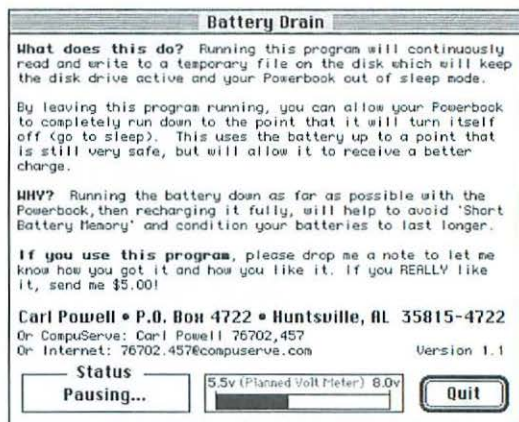 Battery Drain
What does this do? Running this program will continuously
read and write to a temporary file on the disk which will keep
the disk drive active and your Powerbook out of sleep mode.
By leaving this program running, you can allow your Powerbook
to completely run down to the point that it will turn itself
off (go to sleep). This uses the battery up to a point that
is still very safe, but will allow it to receive a better
charge.
WHY? Running the battery down as far as possible with the
Powerbook,then recharging it fully, will help to avoid 'Short
Battery Memory' and condition your batteries to last longer.
If you use this program, please drop me a note to let me
know how you got it and how you like it. If you REALLY like
it, send me $5.00!
Carl Powell • P.O. Box 4722 • Huntsville, AL 35815-4722
Or CompuServe: Carl Powell 76702,457
Or Internet: 76702.457@compuserve.com Version 1.1
Status
Pausing...
5.5v (Planned Volt Meter) 8.0v
Quit